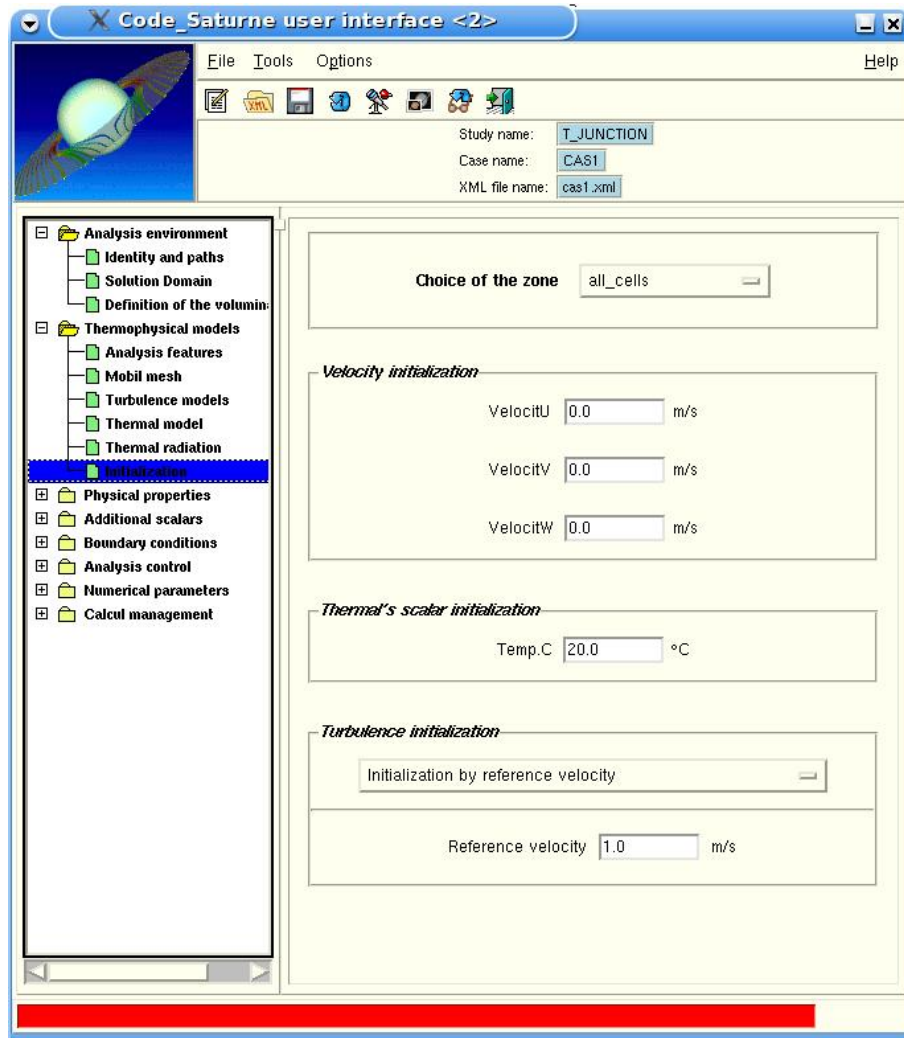 Code_Saturne user interface <2>
File Tools Options Help
Study name: T_JUNCTION
Case name: CAS1
XML file name: cas1.xml
Analysis environment
Identity and paths
Solution Domain
Definition of the volumin
Thermophysical models
Analysis features
Mobil mesh
Turbulence models
Thermal model
Thermal radiation
Initialization
Physical properties
Additional scalars
Boundary conditions
Analysis control
Numerical parameters
Calcul management
Choice of the zone all_cells
Velocity initialization
VelocitU 0.0 m/s
VelocitV 0.0 m/s
VelocitW 0.0 m/s
Thermal's scalar initialization
Temp.C 20.0 °C
Turbulence initialization
Initialization by reference velocity
Reference velocity 1.0 m/s